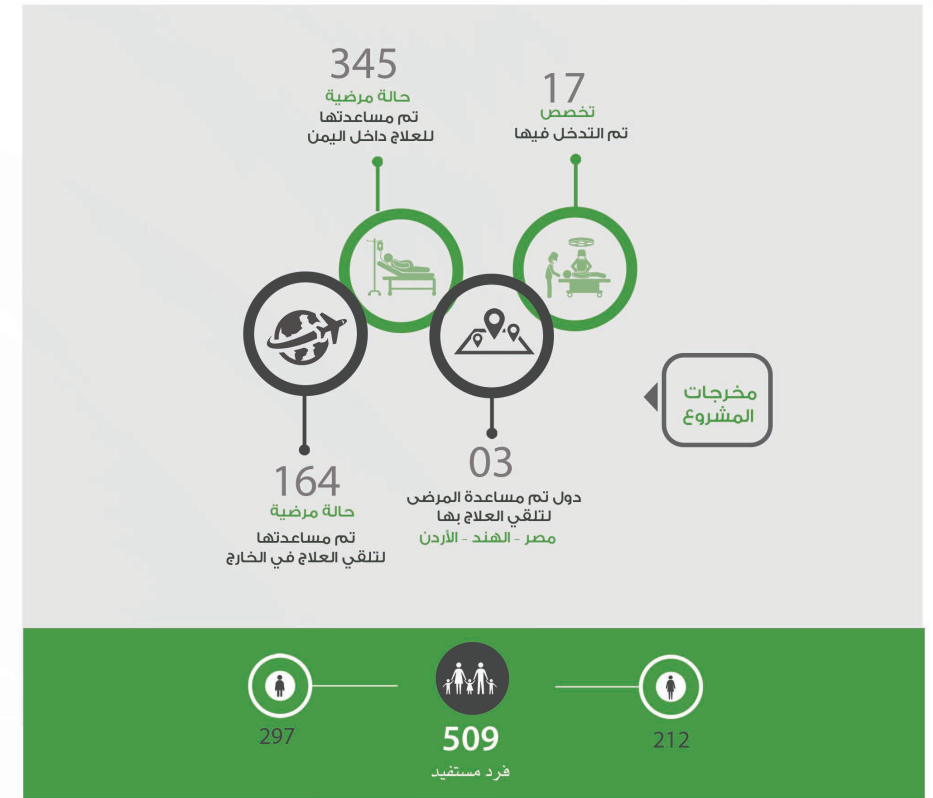 17
تخصص
تم التدخل فيها
345
حالة مرضية
تم مساعدتها
للعلاج داخل اليمن
مخرجات
المشروع
03
دول تم مساعدة المرضى
لتلقي العلاج بها
مصر - الهند - الأردن
164
حالة مرضية
تم مساعدتها
لتلقي العلاج في الخارج
212
509
فرد مستفيد
297